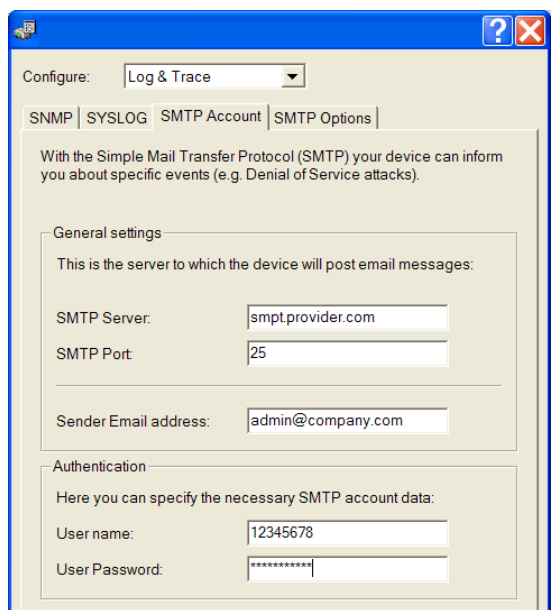 ?
Configure: Log & Trace
SNMP SYSLOG SMTP Account SMTP Options
With the Simple Mail Transfer Protocol (SMTP) your device can inform
you about specific events (e.g. Denial of Service attacks).
General settings
This is the server to which the device will post email messages:
SMTP Server: smpt.provider.com
SMTP Port: 25
Sender Email address: admin@company.com
Authentication
Here you can specify the necessary SMTP account data:
User name: 12345678
User Password: ***********